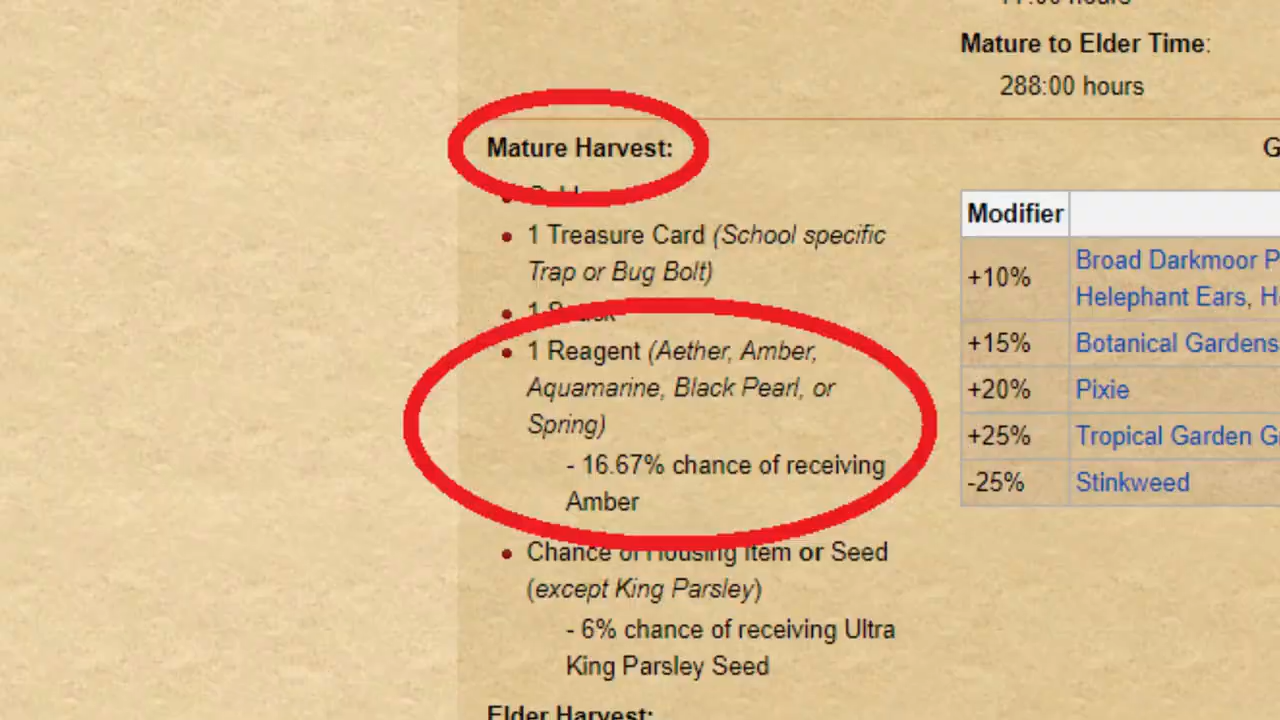 Mature to Elder Time:
288:00 hours
Mature Harvest:
1 Treasure Card (School specific
Trap or Bug Bolt)
1 Reagent (Aether, Amber,
Aquamarine, Black Pearl, or
Spring)
- 16.67% chance of receiving
Amber
Chance of Housing Item or Seed
(except King Parsley)
- 6% chance of receiving Ultra
King Parsley Seed
Elder Harvest:
G
Modifier
+10%
Broad Darkmoor P
Helephant Ears, H
+15%
Botanical Gardens
+20%
Pixie
+25%
Tropical Garden G
-25%
Stinkweed